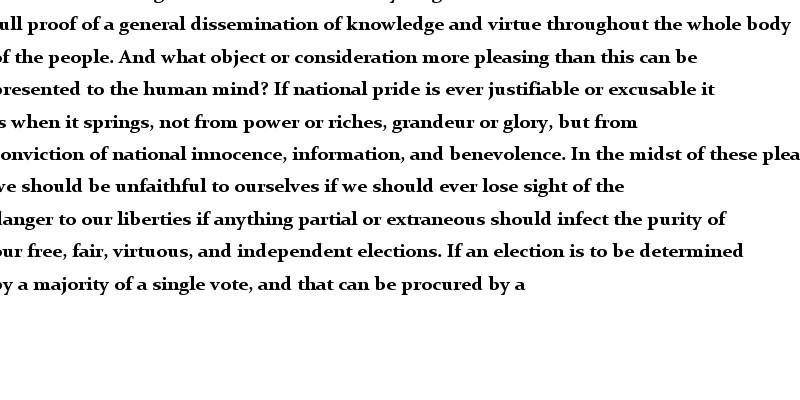 ull proof of a general dissemination of knowledge and virtue throughout the whole body
of the people. And what object or consideration more pleasing than this can be
presented to the human mind? If national pride is ever justifiable or excusable it
s when it springs, not from power or riches, grandeur or glory, but from
onviction of national innocence, information, and benevolence. In the midst of these plea
we should be unfaithful to ourselves if we should ever lose sight of the
danger to our liberties if anything partial or extraneous should infect the purity of
our free, fair, virtuous, and independent elections. If an election is to be determined
by a majority of a single vote, and that can be procured by a